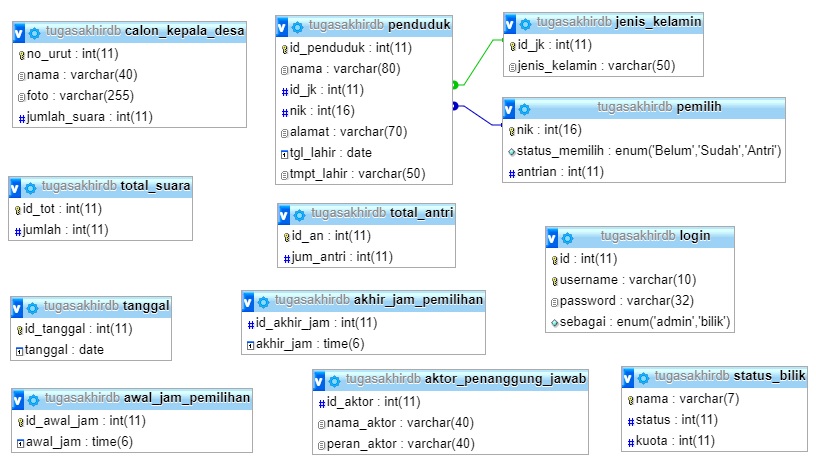 tugasakhirdb calon_kepala_desa
no_urut : int(11)
nama : varchar(40)
foto : varchar(255)
jumlah_suara : int(11)
tugasakhirdb penduduk
id_penduduk : int(11)
nama : varchar(80)
id_jk : int(11)
nik : int(16)
alamat : varchar(70)
tgl_lahir : date
tmpt_lahir : varchar(50)
tugasakhirdb jenis_kelamin
id_jk : int(11)
jenis_kelamin : varchar(50)
tugasakhirdb pemilih
nik : int(16)
status_memilih : enum('Belum','Sudah','Antri')
antrian : int(11)
tugasakhirdb total_suara
id_tot : int(11)
jumlah : int(11)
tugasakhirdb total_antri
id_an : int(11)
jum_antri : int(11)
tugasakhirdb login
id : int(11)
username : varchar(10)
password : varchar(32)
sebagai : enum('admin','bilik')
tugasakhirdb tanggal
id_tanggal : int(11)
tanggal : date
tugasakhirdb akhir_jam_pemilihan
id_akhir_jam : int(11)
akhir_jam : time(6)
tugasakhirdb awal_jam_pemilihan
id_awal_jam : int(11)
awal_jam : time(6)
tugasakhirdb aktor_penanggung_jawab
id_aktor : int(11)
nama_aktor : varchar(40)
peran_aktor : varchar(40)
tugasakhirdb status_bilik
nama : varchar(7)
status : int(11)
kuota : int(11)